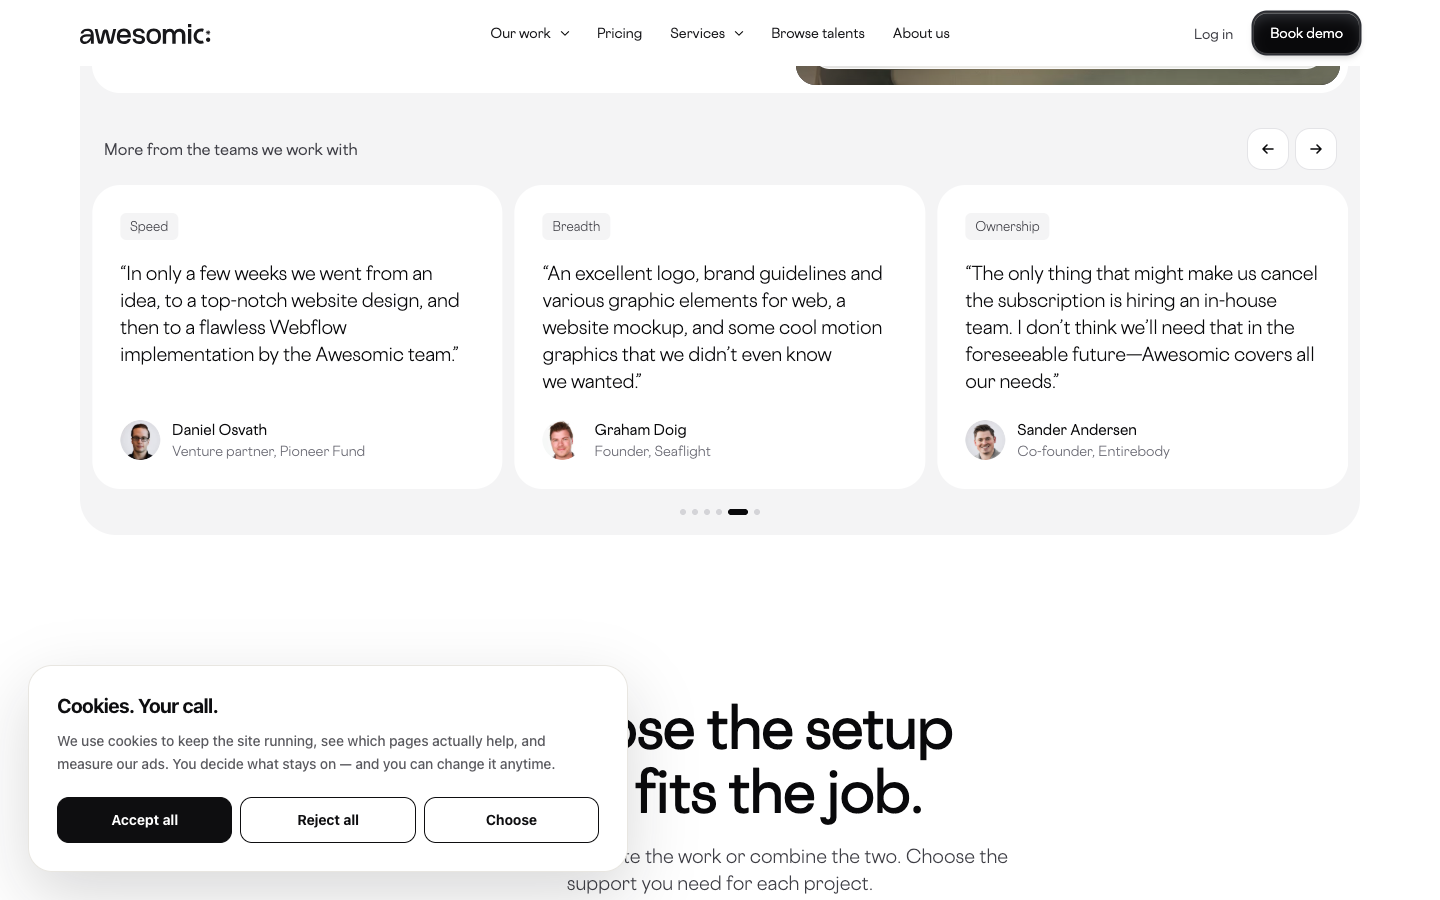 awesomic:
Our work
Pricing
Services
Browse talents
About us
Log in
Book demo
More from the teams we work with
Speed
“In only a few weeks we went from an
idea, to a top-notch website design, and
then to a flawless Webflow
implementation by the Awesomic team.”
Daniel Osvath
Venture partner, Pioneer Fund
Breadth
“An excellent logo, brand guidelines and
various graphic elements for web, a
website mockup, and some cool motion
graphics that we didn’t even know
we wanted.”
Graham Doig
Founder, Seaflight
Ownership
“The only thing that might make us cancel
the subscription is hiring an in-house
team. I don’t think we’ll need that in the
foreseeable future—Awesomic covers all
our needs.”
Sander Andersen
Co-founder, Entirebody
the setup
fits the job.
the work or combine the two. Choose the
support you need for each project.
Cookies. Your call.
We use cookies to keep the site running, see which pages actually help, and
measure our ads. You decide what stays on — and you can change it anytime.
Accept all
Reject all
Choose